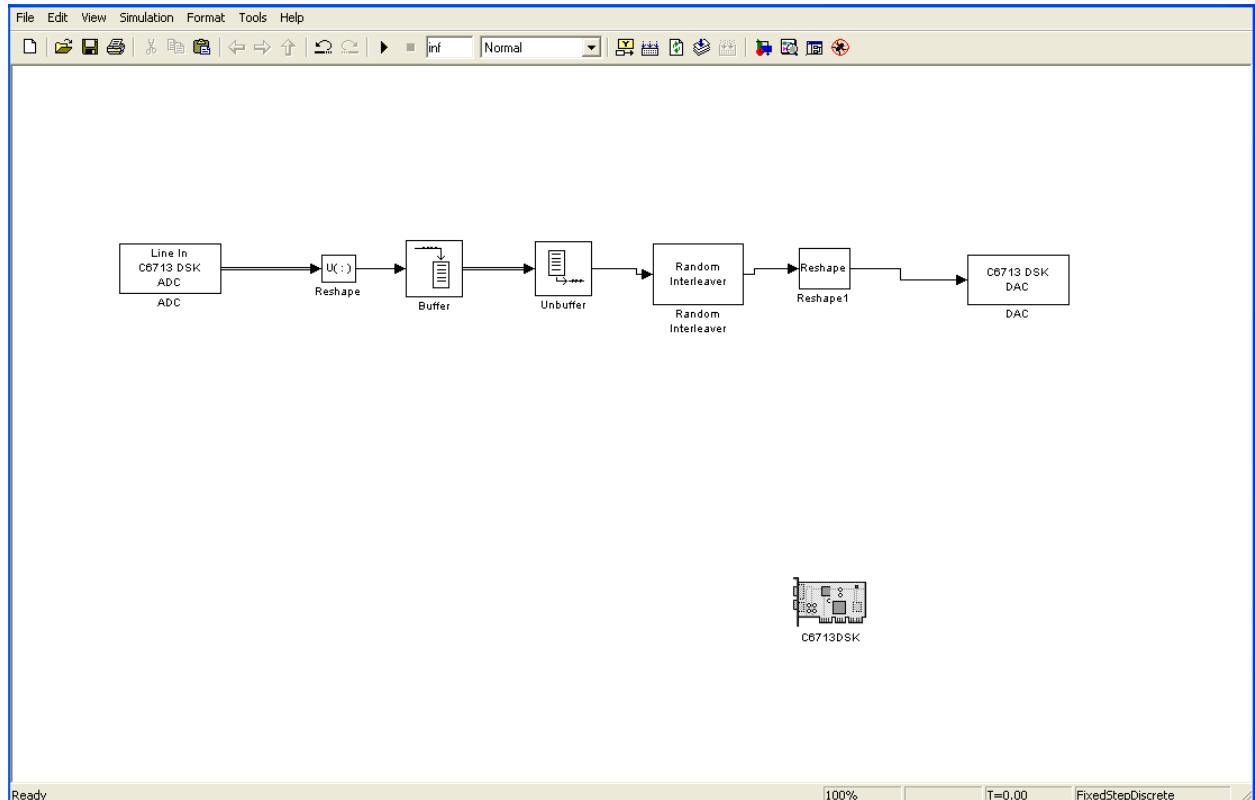 File Edit View Simulation Format Tools Help
inf Normal
Line In
C6713 DSK
ADC
ADC
U( : )
Reshape
Buffer
Unbuffer
Random
Interleaver
Random
Interleaver
Reshape
Reshape1
C6713 DSK
DAC
DAC
C6713DSK
Ready 100% T=0.00 FixedStepDiscrete